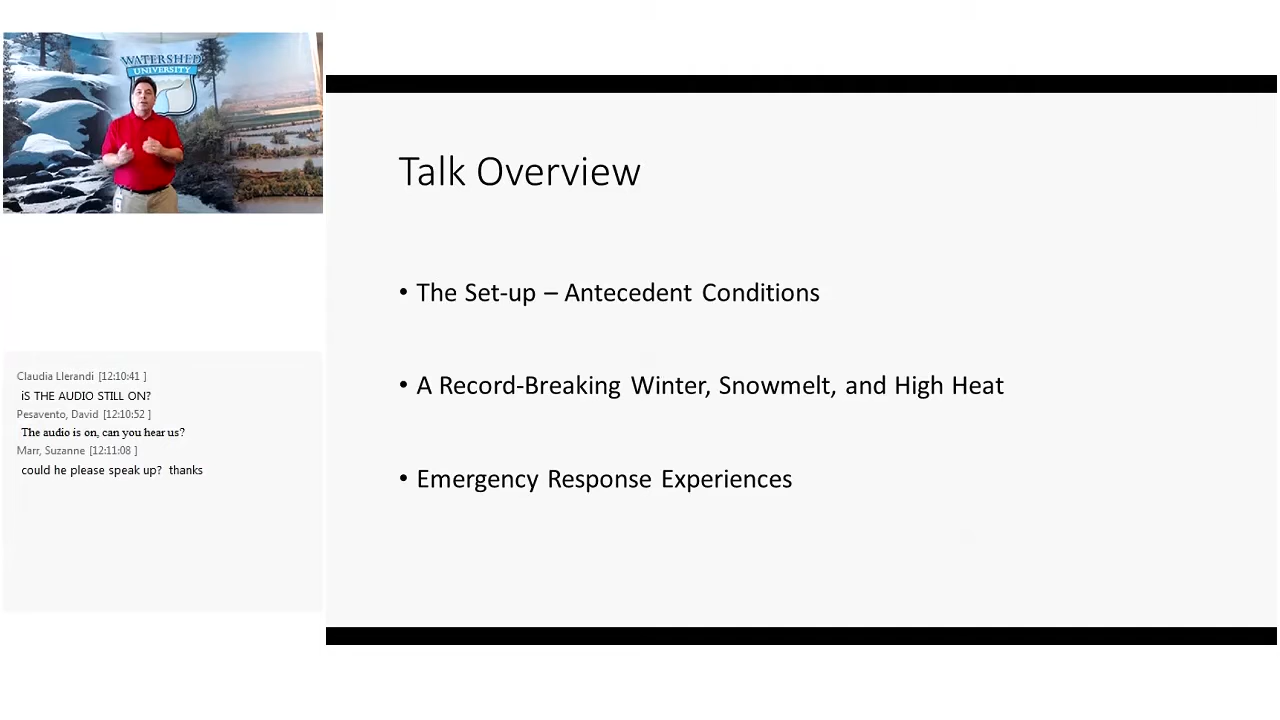 WATERSHED
UNIVERSITY
Talk Overview
• The Set-up – Antecedent Conditions
• A Record-Breaking Winter, Snowmelt, and High Heat
• Emergency Response Experiences
Claudia Llerandi [12:10:41 ]
iS THE AUDIO STILL ON?
Pesavento, David [12:10:52 ]
The audio is on, can you hear us?
Marr, Suzanne [12:11:08 ]
could he please speak up?  thanks